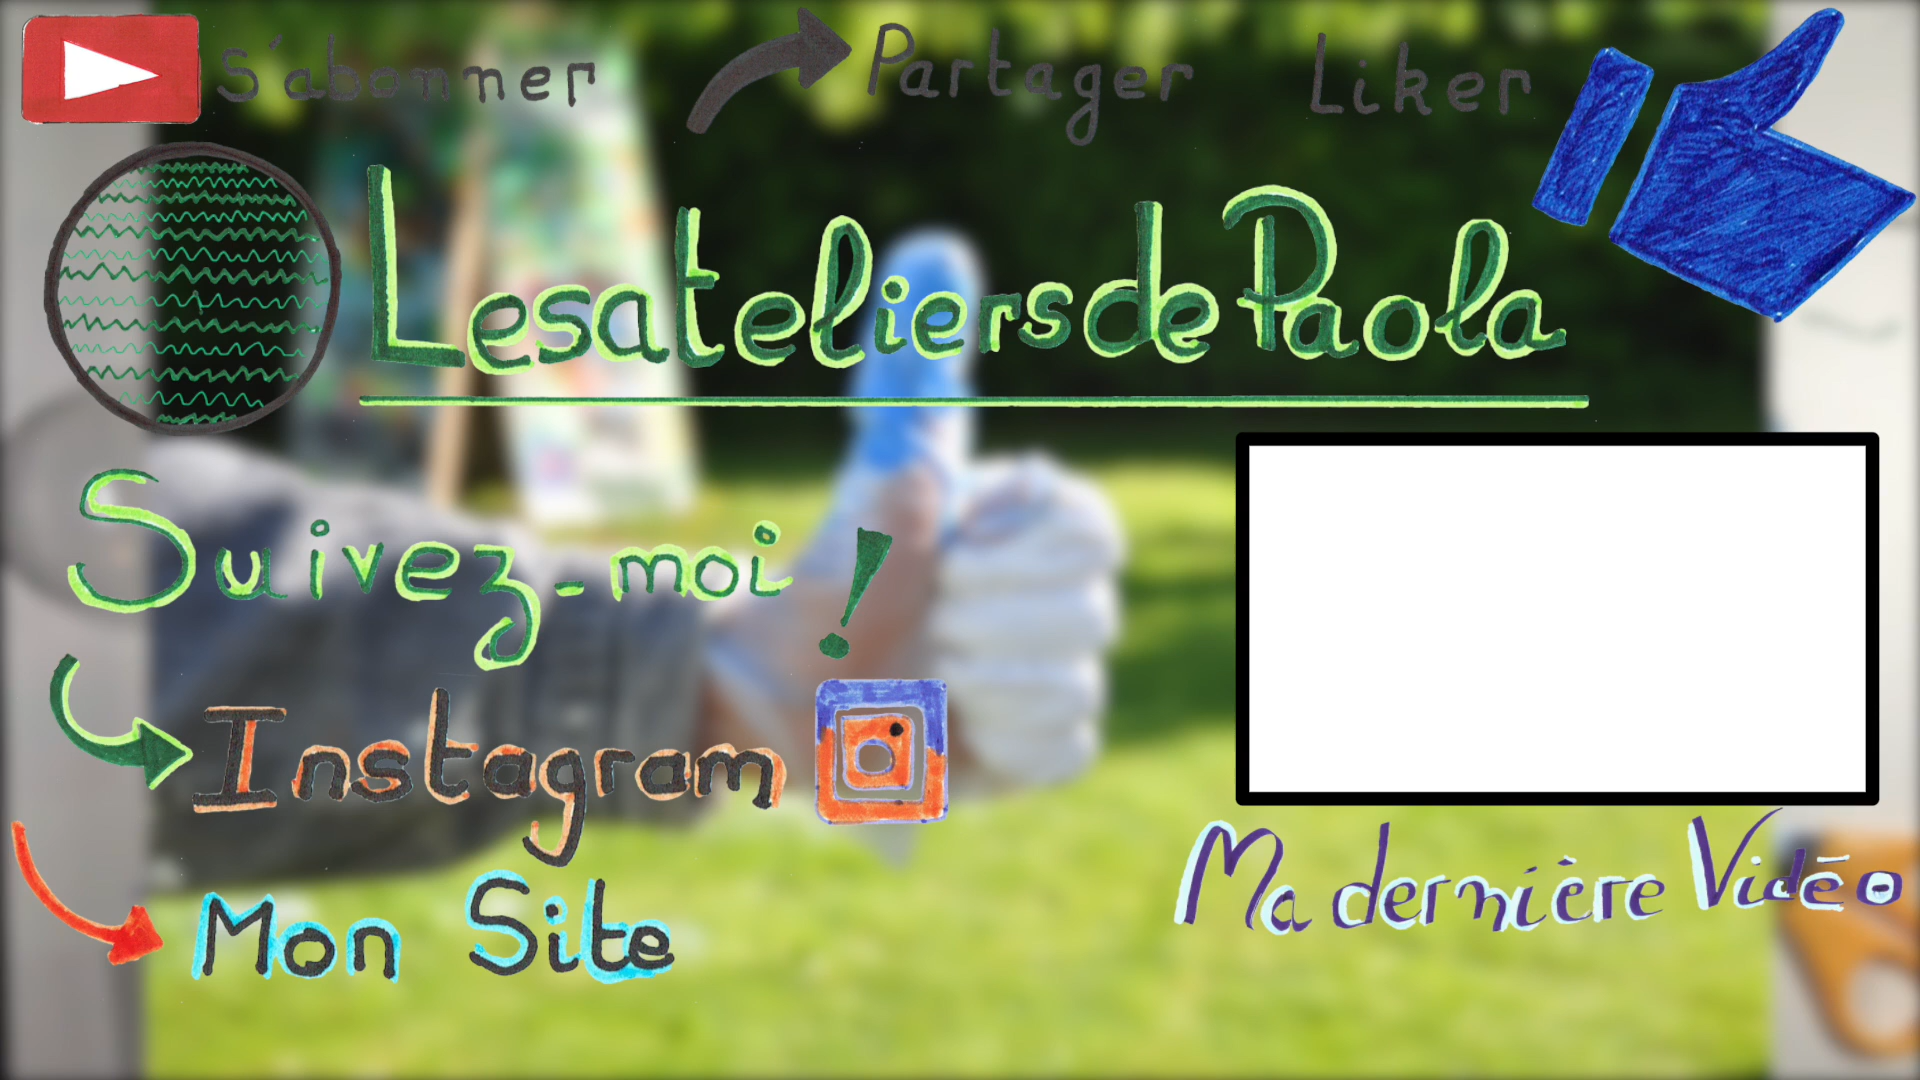 S'abonner
Partager
Liker
LesateliersdePaola
Suivez-moi !
Instagram
Mon Site
Ma dernière Vidéo